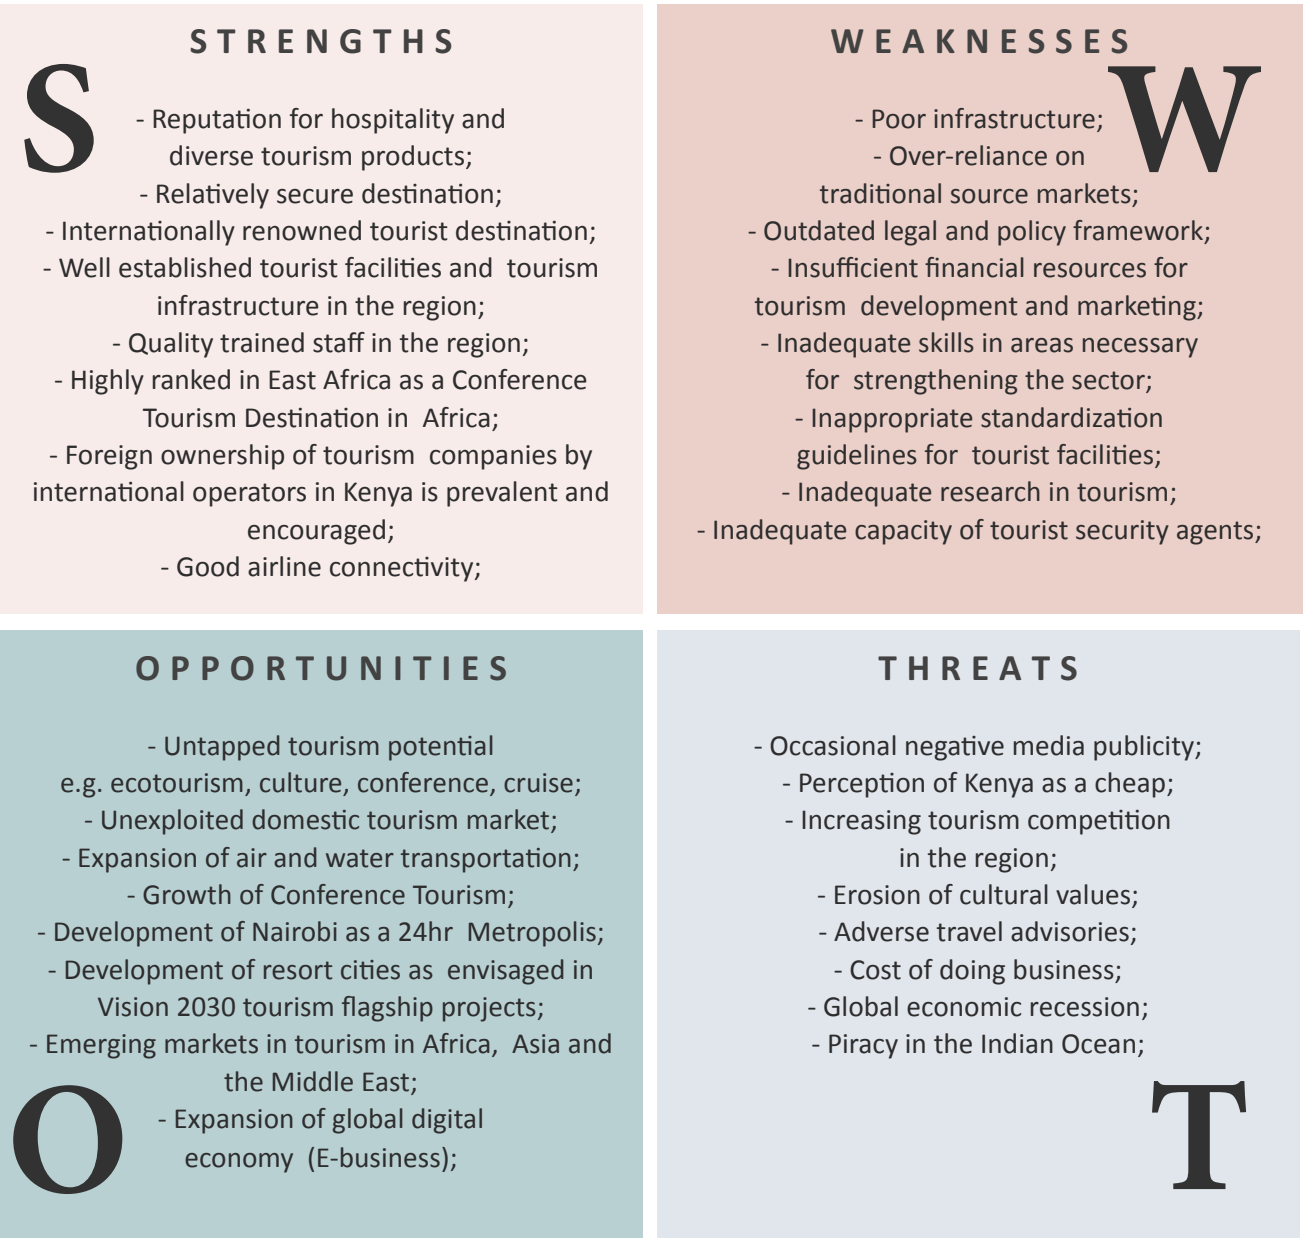 STRENGTHS
S
- Reputation for hospitality and
diverse tourism products;
- Relatively secure destination;
- Internationally renowned tourist destination;
- Well established tourist facilities and tourism
infrastructure in the region;
- Quality trained staff in the region;
- Highly ranked in East Africa as a Conference
Tourism Destination in Africa;
- Foreign ownership of tourism companies by
international operators in Kenya is prevalent and
encouraged;
- Good airline connectivity;
WEAKNESSES
W
- Poor infrastructure;
- Over-reliance on
traditional source markets;
- Outdated legal and policy framework;
- Insufficient financial resources for
tourism development and marketing;
- Inadequate skills in areas necessary
for strengthening the sector;
- Inappropriate standardization
guidelines for tourist facilities;
- Inadequate research in tourism;
- Inadequate capacity of tourist security agents;
OPPORTUNITIES
- Untapped tourism potential
e.g. ecotourism, culture, conference, cruise;
- Unexploited domestic tourism market;
- Expansion of air and water transportation;
- Growth of Conference Tourism;
- Development of Nairobi as a 24hr Metropolis;
- Development of resort cities as envisaged in
Vision 2030 tourism flagship projects;
- Emerging markets in tourism in Africa, Asia and
the Middle East;
- Expansion of global digital
economy (E-business);
O
THREATS
- Occasional negative media publicity;
- Perception of Kenya as a cheap;
- Increasing tourism competition
in the region;
- Erosion of cultural values;
- Adverse travel advisories;
- Cost of doing business;
- Global economic recession;
- Piracy in the Indian Ocean;
T